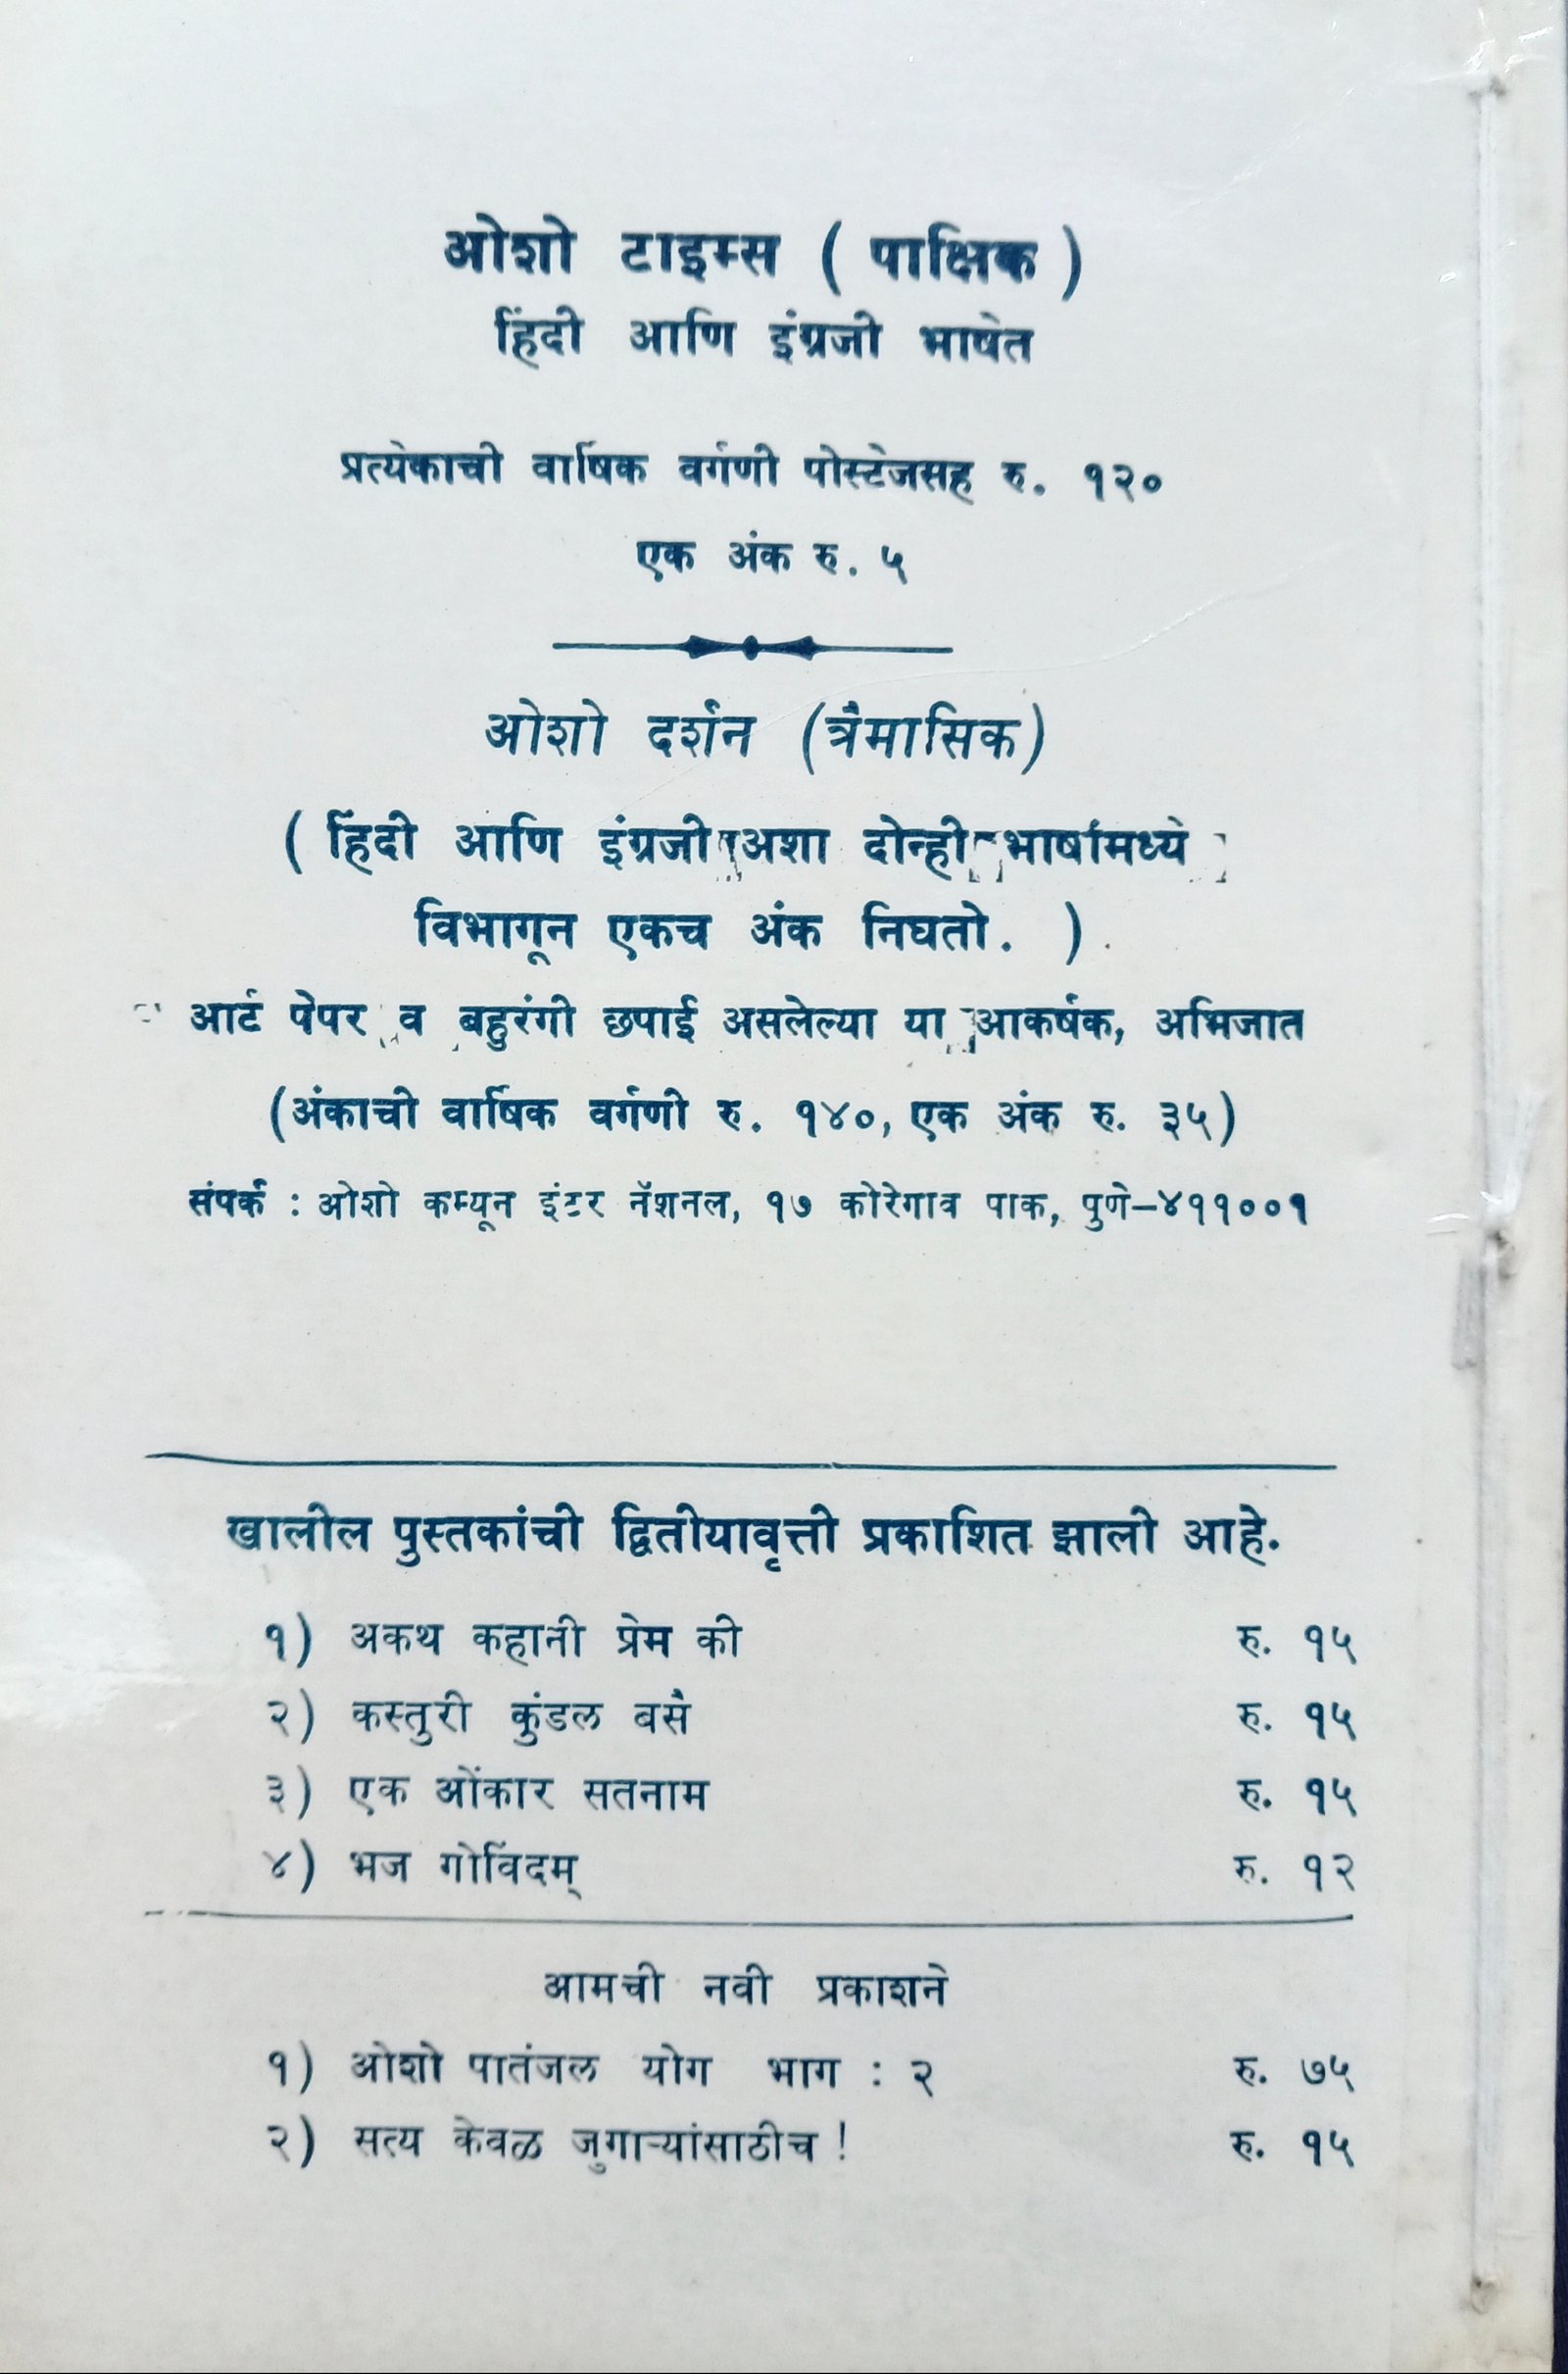 ओशो टाइम्स ( पाक्षिक )
हिंदी आणि इंग्रजी भाषेत
प्रत्येकाची वार्षिक वर्गणी पोस्टेजसह रु. १२०
एक अंक रु. ५
ओशो दर्शन (त्रैमासिक)
( हिंदी आणि इंग्रजी अशा दोन्ही भाषांमध्ये
विभागून एकच अंक निघतो. )
आर्ट पेपर व बहुरंगी छपाई असलेल्या या आकर्षक, अभिजात
(अंकाची वार्षिक वर्गणी रु. १४०, एक अंक रु. ३५)
संपर्क : ओशो कम्यून इंटर नॅशनल, १७ कोरेगाव पाक, पुणे-४११००१
खालील पुस्तकांची द्वितीयावृत्ती प्रकाशित झाली आहे.
१) अकथ कहानी प्रेम की रु. १५
२) कस्तुरी कुंडल बसै रु. १५
३) एक ओंकार सतनाम रु. १५
४) भज गोविंदम् रु. १२
आमची नवी प्रकाशने
१) ओशो पातंजल योग भाग : २ रु. ७५
२) सत्य केवळ जुगाऱ्यांसाठीच ! रु. १५